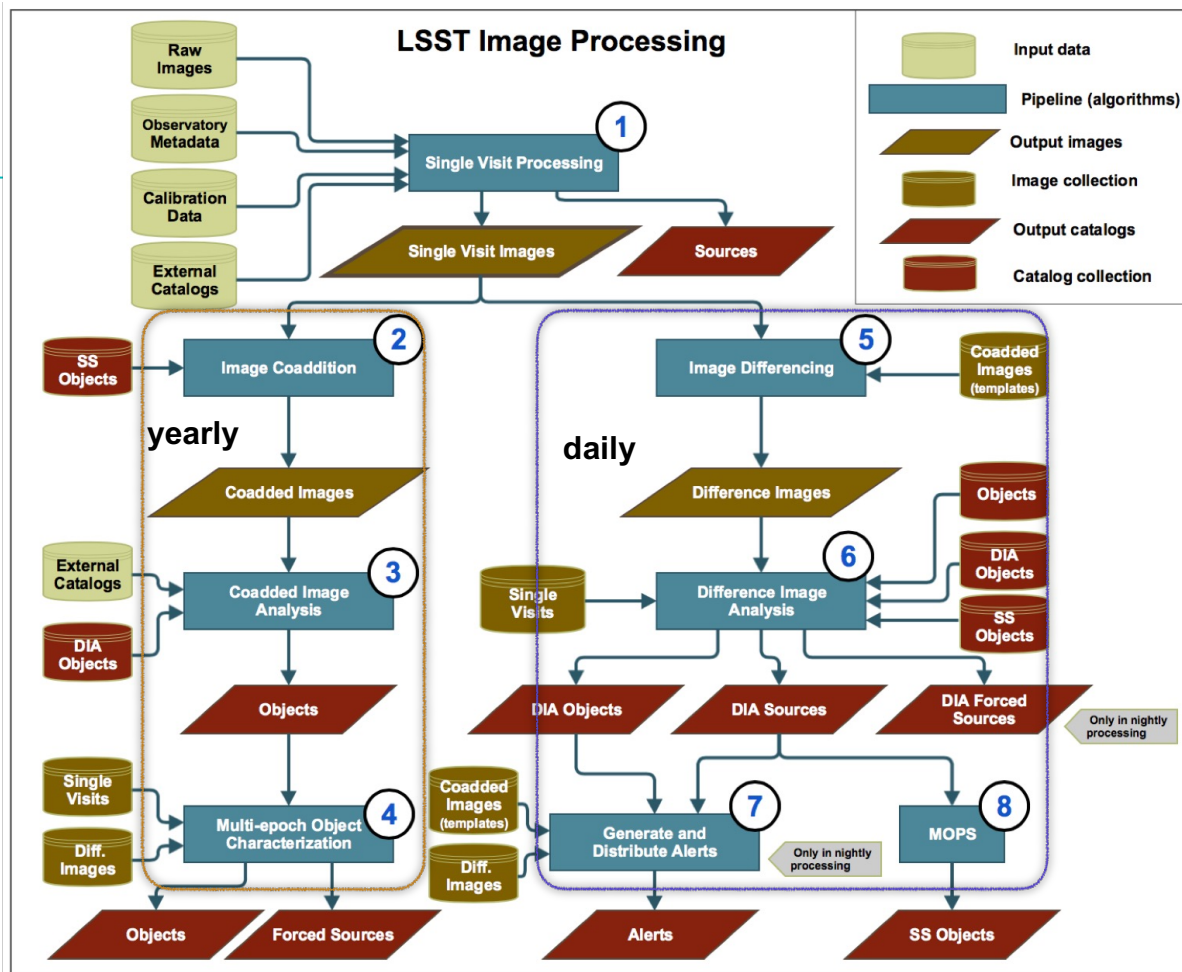 LSST Image Processing
Raw
Images
Observatory
Metadata
Calibration
Data
External
Catalogs
1
Single Visit Processing
Single Visit Images
Sources
Input data
Pipeline (algorithms)
Output images
Image collection
Output catalogs
Catalog collection
yearly
SS
Objects
2
Image Coaddition
Coadded Images
External
Catalogs
DIA
Objects
3
Coadded Image
Analysis
Objects
Single
Visits
Diff.
Images
4
Multi-epoch Object
Characterization
Objects
Forced Sources
daily
5
Image Differencing
Coadded
Images
(templates)
Difference Images
Objects
DIA
Objects
SS
Objects
6
Single
Visits
Difference Image
Analysis
DIA Objects
DIA Sources
DIA Forced
Sources
Only in nightly
processing
Coadded
Images
(templates)
Diff.
Images
7
Generate and
Distribute Alerts
Only in nightly
processing
8
MOPS
Alerts
SS Objects